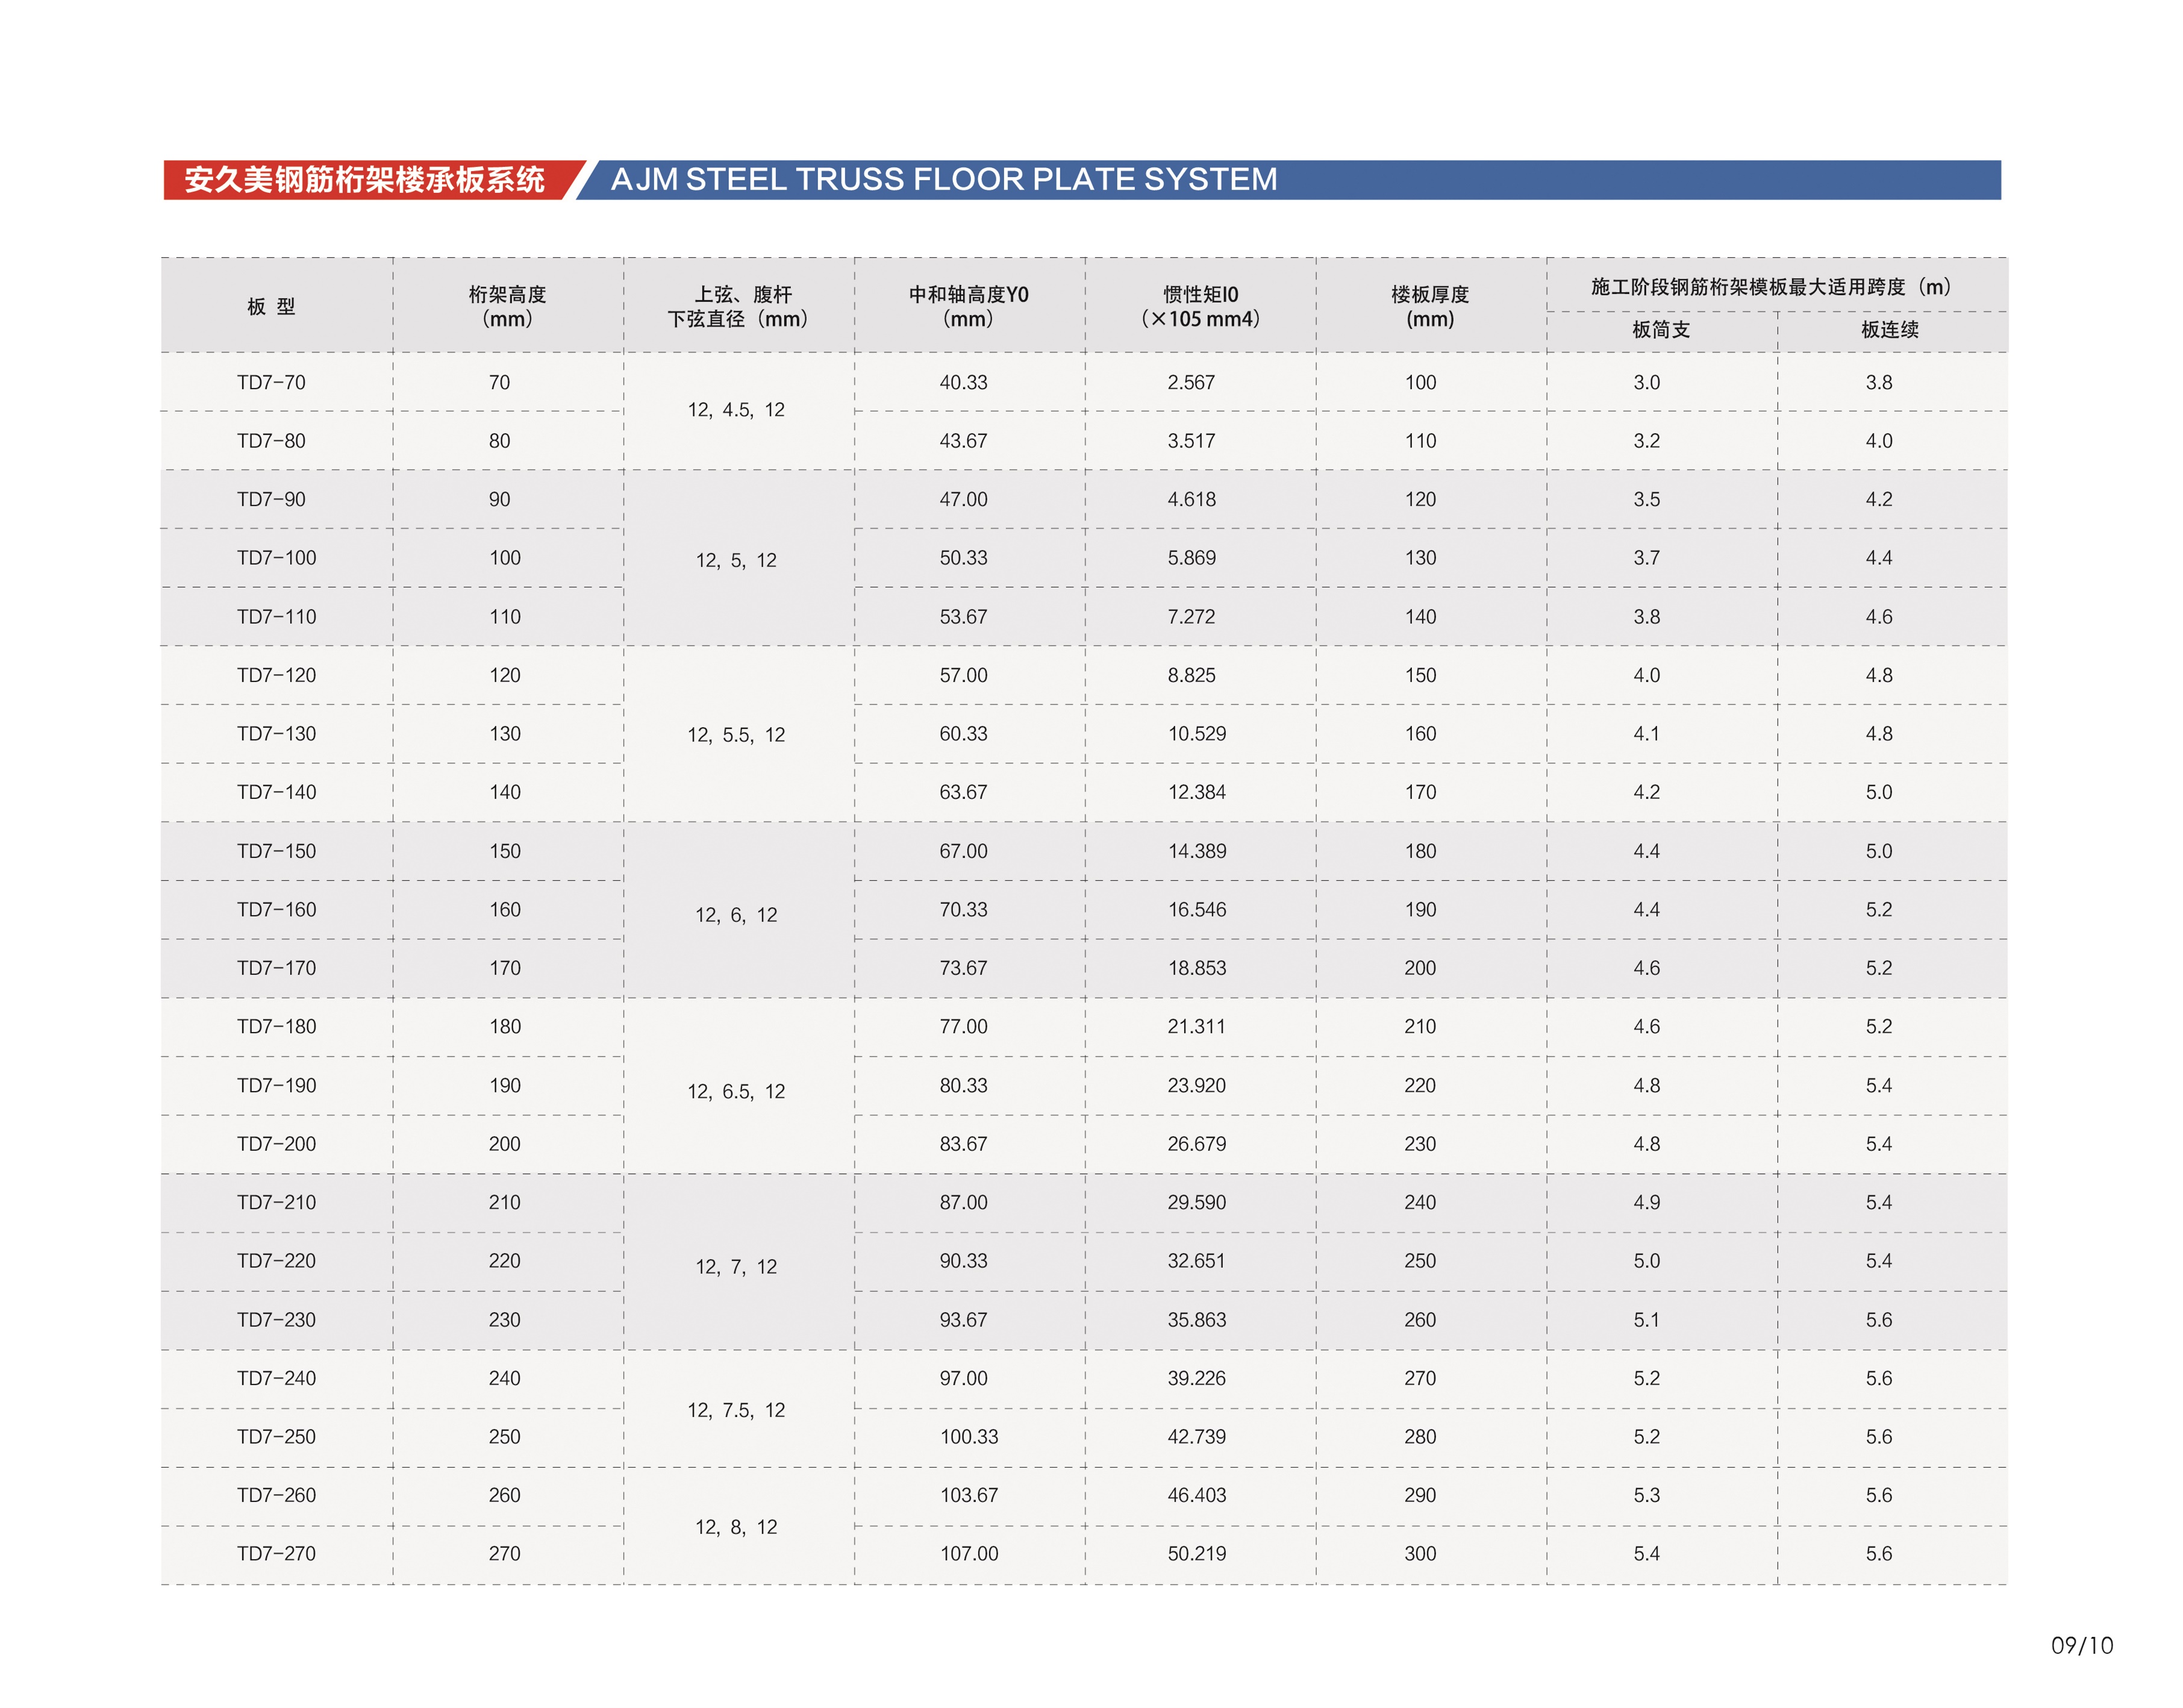 安久美钢筋桁架楼承板系统 AJM STEEL TRUSS FLOOR PLATE SYSTEM
板 型 桁架高度 上弦、腹杆 中和轴高度Y0 惯性矩I0 楼板厚度 施工阶段钢筋桁架模板最大适用跨度（m）
（mm） 下弦直径（mm） （mm） （×105 mm4） (mm) 板简支 板连续
TD7-70 70 40.33 2.567 100 3.0 3.8
12, 4.5, 12
TD7-80 80 43.67 3.517 110 3.2 4.0
TD7-90 90 47.00 4.618 120 3.5 4.2
TD7-100 100 12, 5, 12 50.33 5.869 130 3.7 4.4
TD7-110 110 53.67 7.272 140 3.8 4.6
TD7-120 120 57.00 8.825 150 4.0 4.8
TD7-130 130 12, 5.5, 12 60.33 10.529 160 4.1 4.8
TD7-140 140 63.67 12.384 170 4.2 5.0
TD7-150 150 67.00 14.389 180 4.4 5.0
TD7-160 160 12, 6, 12 70.33 16.546 190 4.4 5.2
TD7-170 170 73.67 18.853 200 4.6 5.2
TD7-180 180 77.00 21.311 210 4.6 5.2
TD7-190 190 12, 6.5, 12 80.33 23.920 220 4.8 5.4
TD7-200 200 83.67 26.679 230 4.8 5.4
TD7-210 210 87.00 29.590 240 4.9 5.4
TD7-220 220 12, 7, 12 90.33 32.651 250 5.0 5.4
TD7-230 230 93.67 35.863 260 5.1 5.6
TD7-240 240 97.00 39.226 270 5.2 5.6
12, 7.5, 12
TD7-250 250 100.33 42.739 280 5.2 5.6
TD7-260 260 103.67 46.403 290 5.3 5.6
12, 8, 12
TD7-270 270 107.00 50.219 300 5.4 5.6
09/10